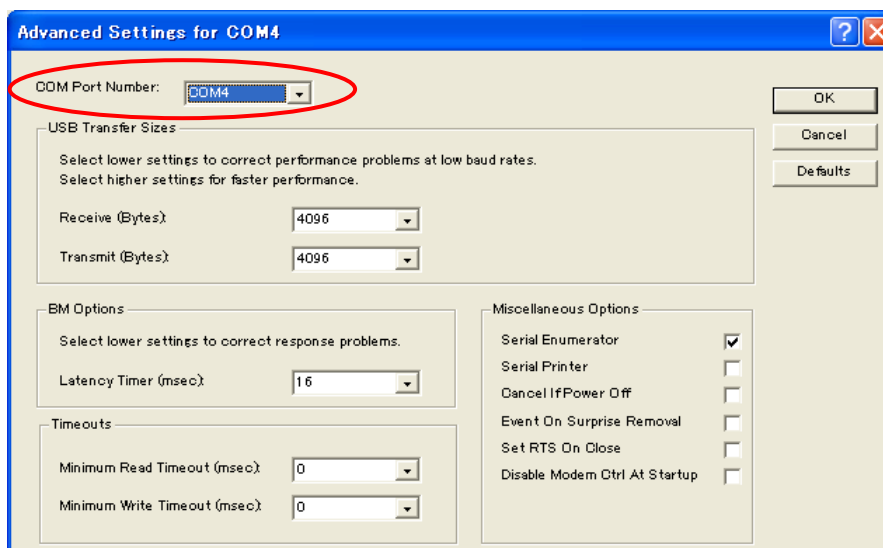 Advanced Settings for COM4
COM Port Number:
COM4
OK
Cancel
Defaults
USB Transfer Sizes
Select lower settings to correct performance problems at low baud rates.
Select higher settings for faster performance.
Receive (Bytes):
4096
Transmit (Bytes):
4096
BM Options
Select lower settings to correct response problems.
Latency Timer (msec):
16
Timeouts
Minimum Read Timeout (msec):
0
Minimum Write Timeout (msec):
0
Miscellaneous Options
Serial Enumerator
Serial Printer
Cancel If Power Off
Event On Surprise Removal
Set RTS On Close
Disable Modem Ctrl At Startup